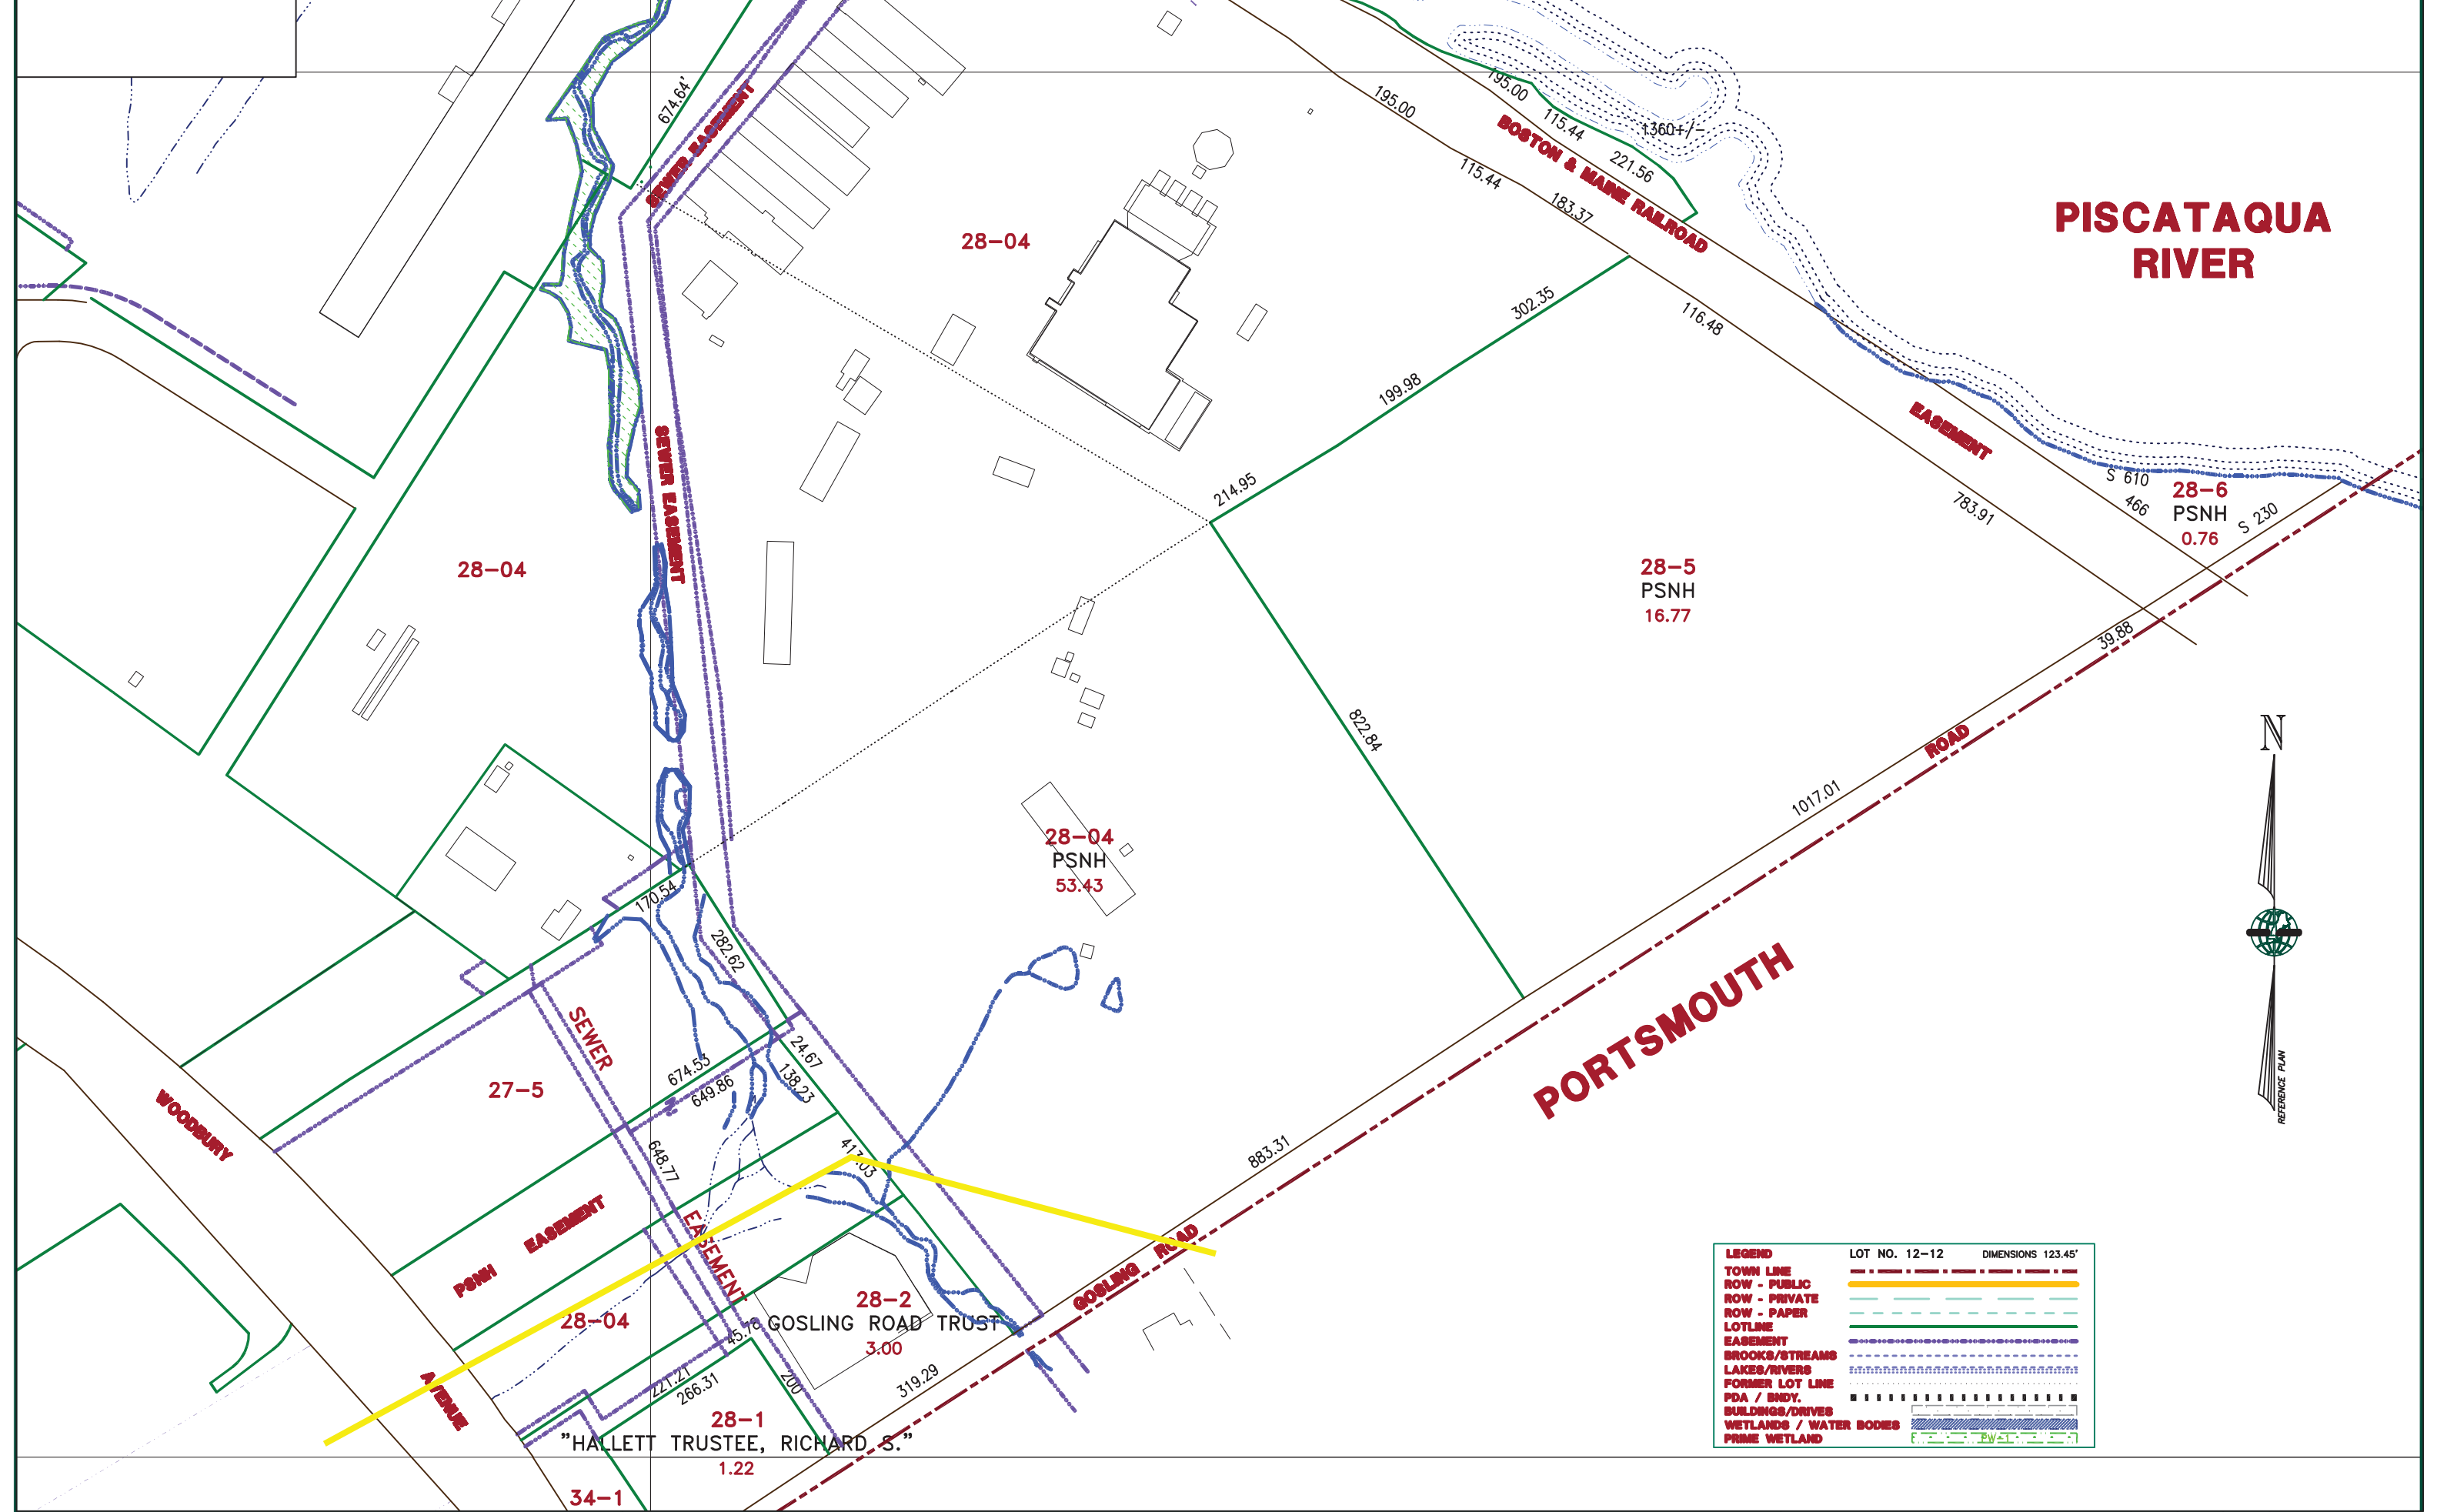 674.64'
SEWER EASEMENT
195.00
195.00
115.44
1360+/-
BOSTON & MAINE RAILROAD
221.56
115.44
183.37
PISCATAQUA
RIVER
28-04
302.35
116.48
199.98
EASEMENT
SEWER EASEMENT
214.95
S 610
466
28-6
PSNH
0.76
S 230
783.91
28-04
28-5
PSNH
16.77
39.88
822.84
ROAD
N
1017.01
28-04
PSNH
53.43
170.54
282.62
PORTSMOUTH
SEWER
24.67
674.53
649.86
138.23
27-5
REFERENCE PLAN
WOODBURY
648.77
417.03
883.31
EASEMENT
PSNH
EASEMENT
GOSLING
ROAD
28-04
28-2
GOSLING ROAD TRUST
3.00
45.78
AVENUE
221.21
266.31
200
319.29
28-1
"HALLETT TRUSTEE, RICHARD S."
1.22
34-1
LEGEND LOT NO. 12-12 DIMENSIONS 123.45'
TOWN LINE
ROW - PUBLIC
ROW - PRIVATE
ROW - PAPER
LOTLINE
EASEMENT
BROOKS/STREAMS
LAKES/RIVERS
FORMER LOT LINE
PDA / BNDY.
BUILDINGS/DRIVES
WETLANDS / WATER BODIES
PRIME WETLAND PW-1